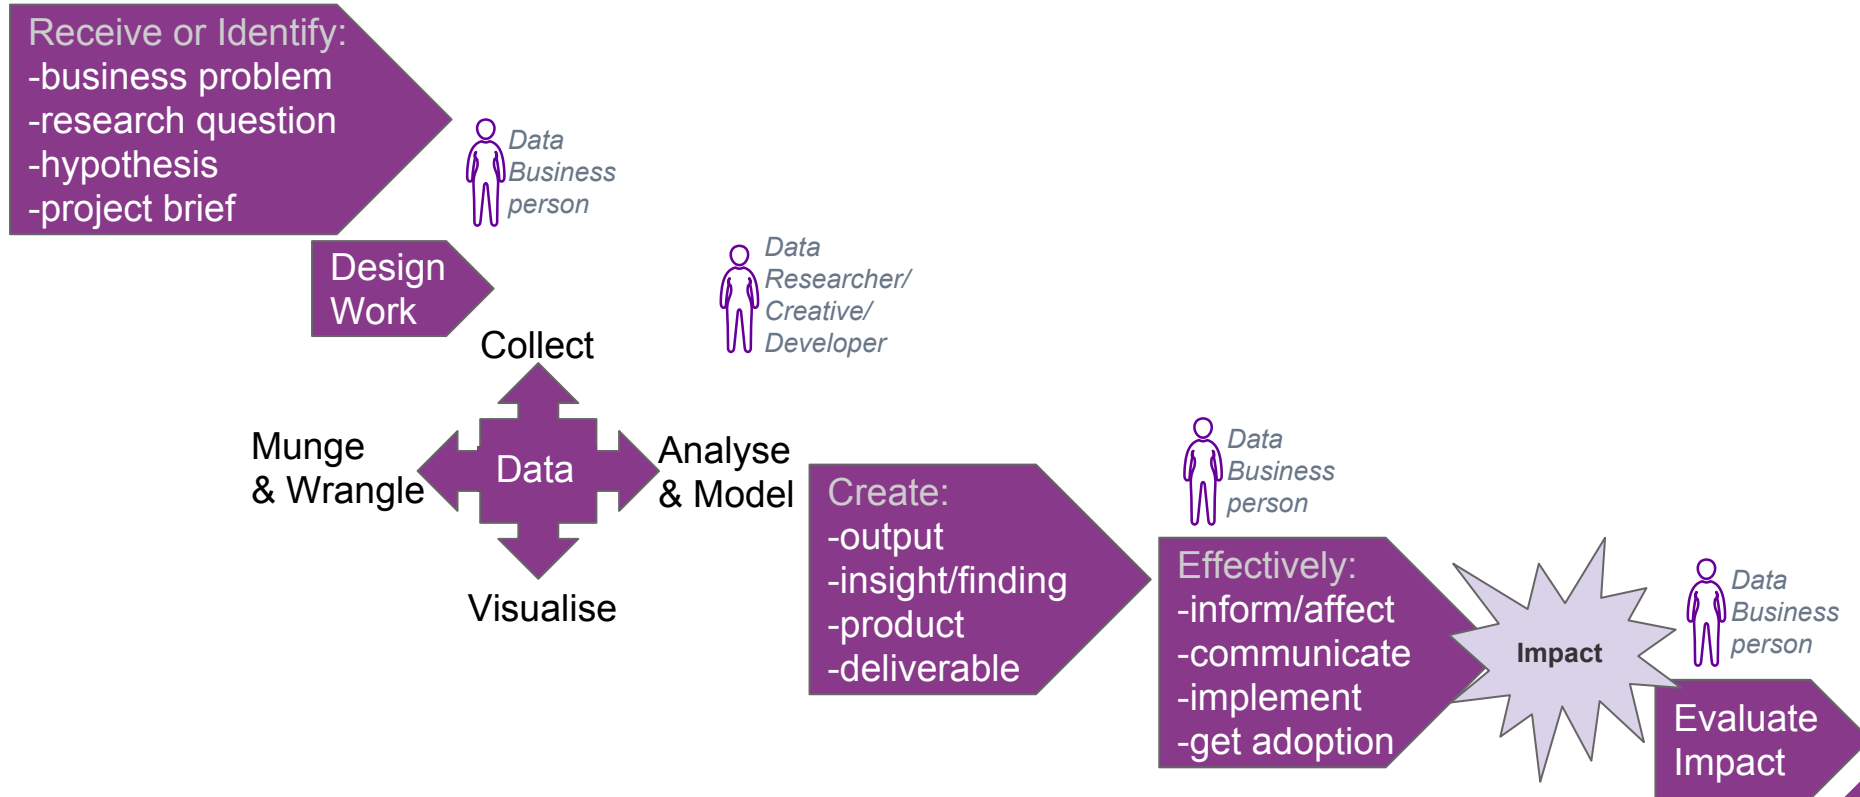 Receive or Identify:
-business problem
-research question
-hypothesis
-project brief
Data
Business
person
Design
Work
Data
Researcher/
Creative/
Developer
Collect
Munge
& Wrangle
Data
Analyse
& Model
Visualise
Create:
-output
-insight/finding
-product
-deliverable
Data
Business
person
Effectively:
-inform/affect
-communicate
-implement
-get adoption
Impact
Data
Business
person
Evaluate
Impact